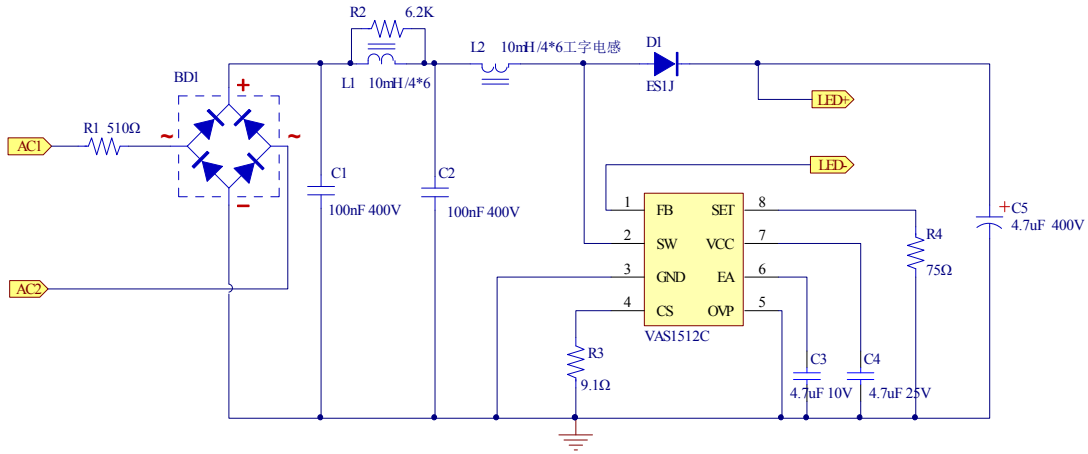 R2
6.2K
L1 10mH/4*6
L2 10mH/4*6工字电感
D1
ES1J
BD1
+
LED+
AC1
R1 510Ω
~
~
−
LED-
C1
100nF 400V
C2
100nF 400V
1 FB SET 8
2 SW VCC 7
3 GND EA 6
4 CS OVP 5
VAS1512C
+
C5
4.7uF 400V
R4
75Ω
AC2
R3
9.1Ω
C3
4.7uF 10V
C4
4.7uF 25V